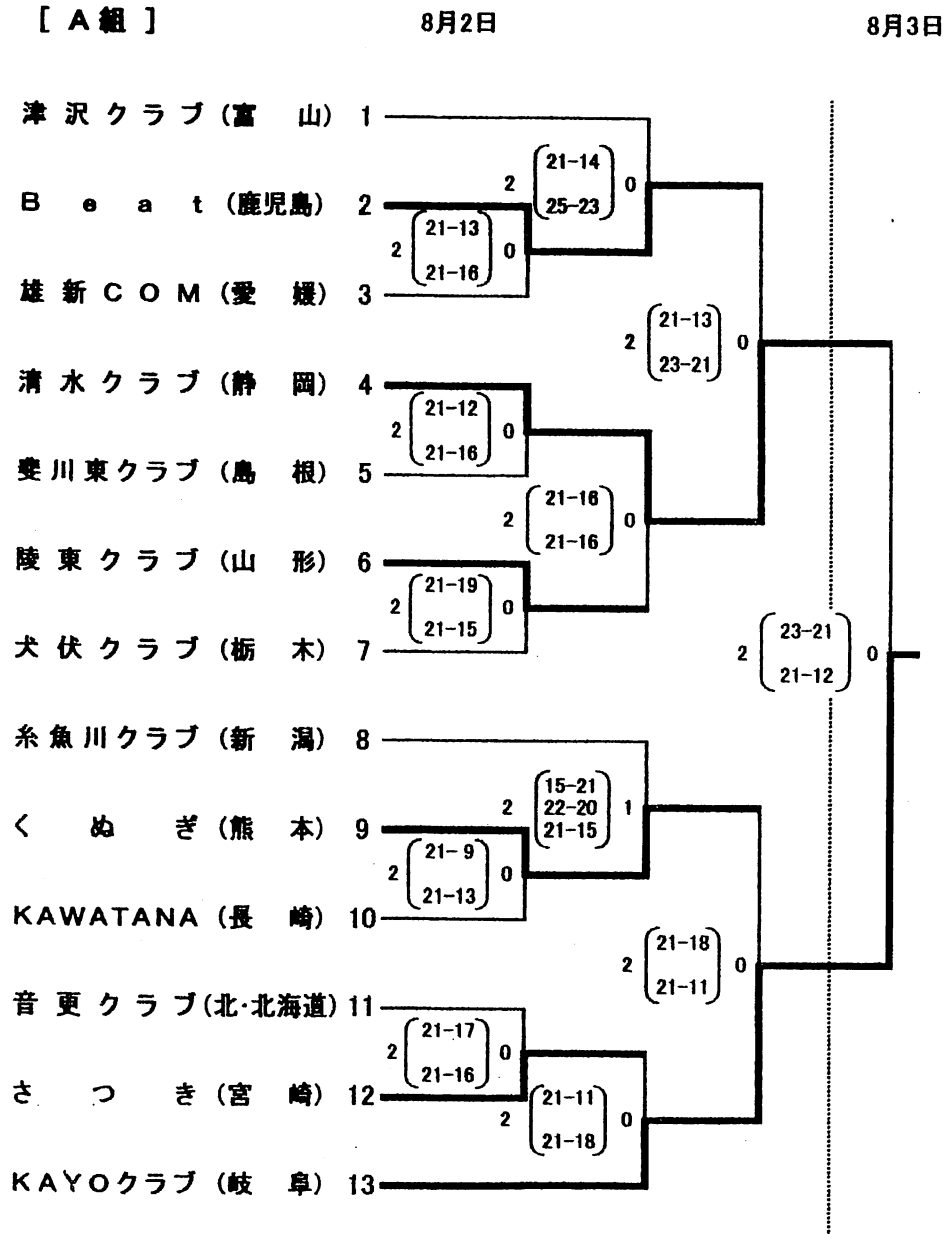 [ A組 ] 8月2日 8月3日
津沢クラブ (富 山) 1
2 21-14 0
25-23
B e a t (鹿児島) 2
2 21-13 0
21-16
雄新COM (愛 媛) 3
2 21-13 0
23-21
清水クラブ (静 岡) 4
2 21-12 0
21-16
斐川東クラブ (島 根) 5
2 21-16 0
21-16
陵東クラブ (山 形) 6
2 21-19 0
21-15
犬伏クラブ (栃 木) 7
2 23-21 0
21-12
糸魚川クラブ (新 潟) 8
15-21
2 22-20 1
21-15
く ぬ ぎ (熊 本) 9
2 21- 9 0
21-13
KAWATANA (長 崎) 10
2 21-18 0
21-11
音更クラブ (北・北海道) 11
2 21-17 0
21-16
さ つ き (宮 崎) 12
2 21-11 0
21-18
KAYOクラブ (岐 阜) 13